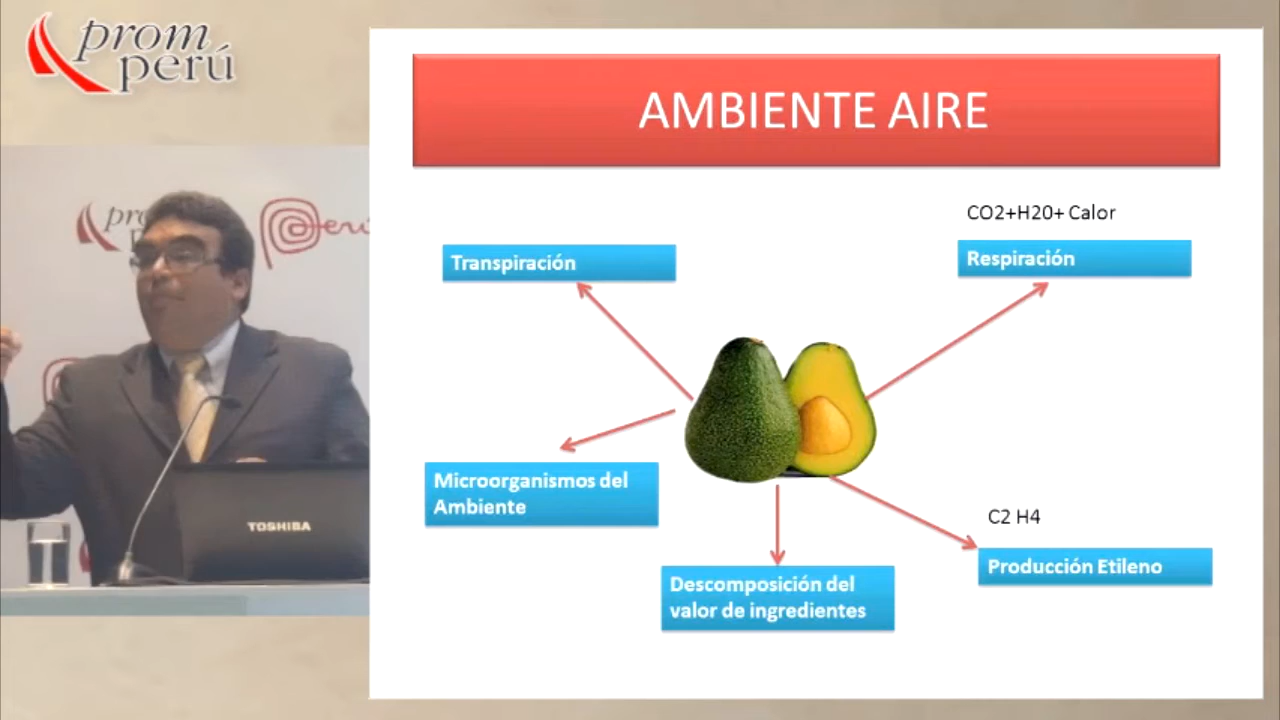 prom
perú
AMBIENTE AIRE
CO2+H20+ Calor
Transpiración
Respiración
Microorganismos del
Ambiente
C2 H4
Producción Etileno
Descomposición del
valor de ingredientes
TOSHIBA